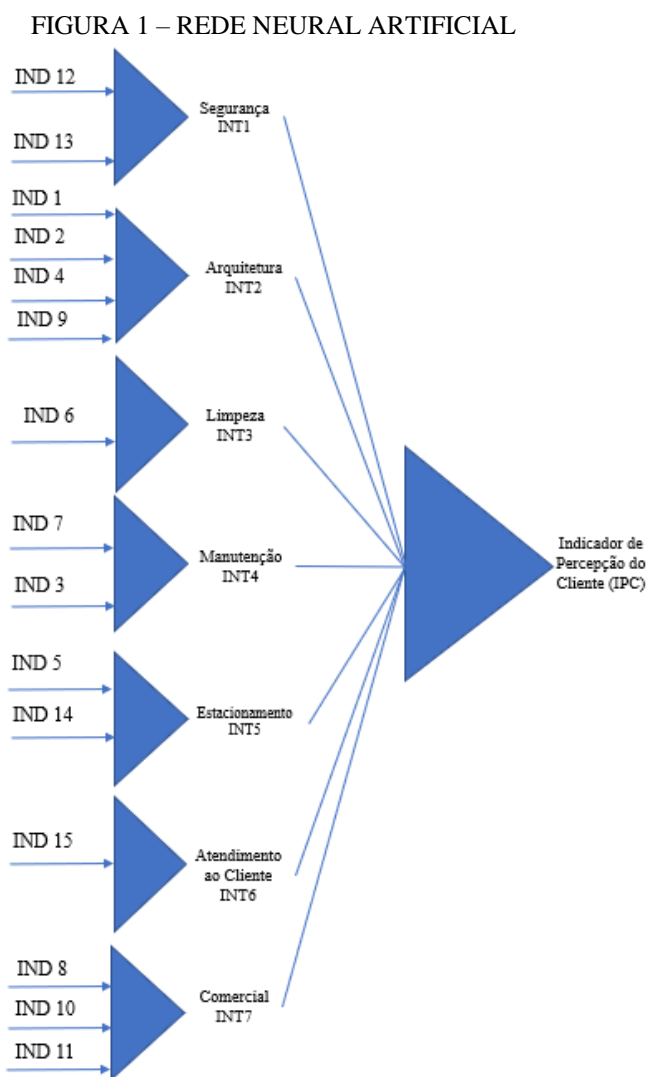 FIGURA 1 – REDE NEURAL ARTIFICIAL
IND 12
IND 13
Segurança
INT1
IND 1
IND 2
IND 4
IND 9
Arquitetura
INT2
IND 6
Limpeza
INT3
IND 7
IND 3
Manutenção
INT4
IND 5
IND 14
Estacionamento
INT5
IND 15
Atendimento
ao Cliente
INT6
IND 8
IND 10
IND 11
Comercial
INT7
Indicador de
Percepção do
Cliente (IPC)